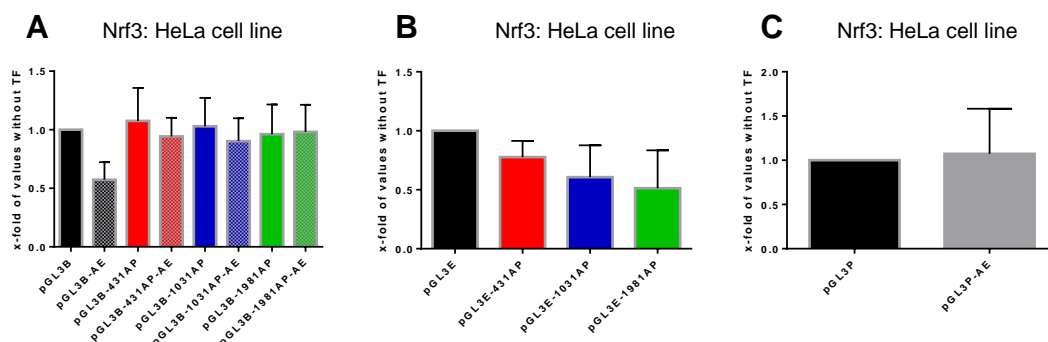 A Nrf3: HeLa cell line
x-fold of values without TF
1.5
1.0
0.5
0.0
pGL3B
pGL3B-AE
pGL3B-431AP
pGL3B-431AP-AE
pGL3B-1031AP
pGL3B-1031AP-AE
pGL3B-1981AP
pGL3B-1981AP-AE
B Nrf3: HeLa cell line
x-fold of values without TF
1.5
1.0
0.5
0.0
pGL3E
pGL3E-431AP
pGL3E-1031AP
pGL3E-1981AP
C Nrf3: HeLa cell line
x-fold of values without TF
2.0
1.5
1.0
0.5
0.0
pGL3P
pGL3P-AE